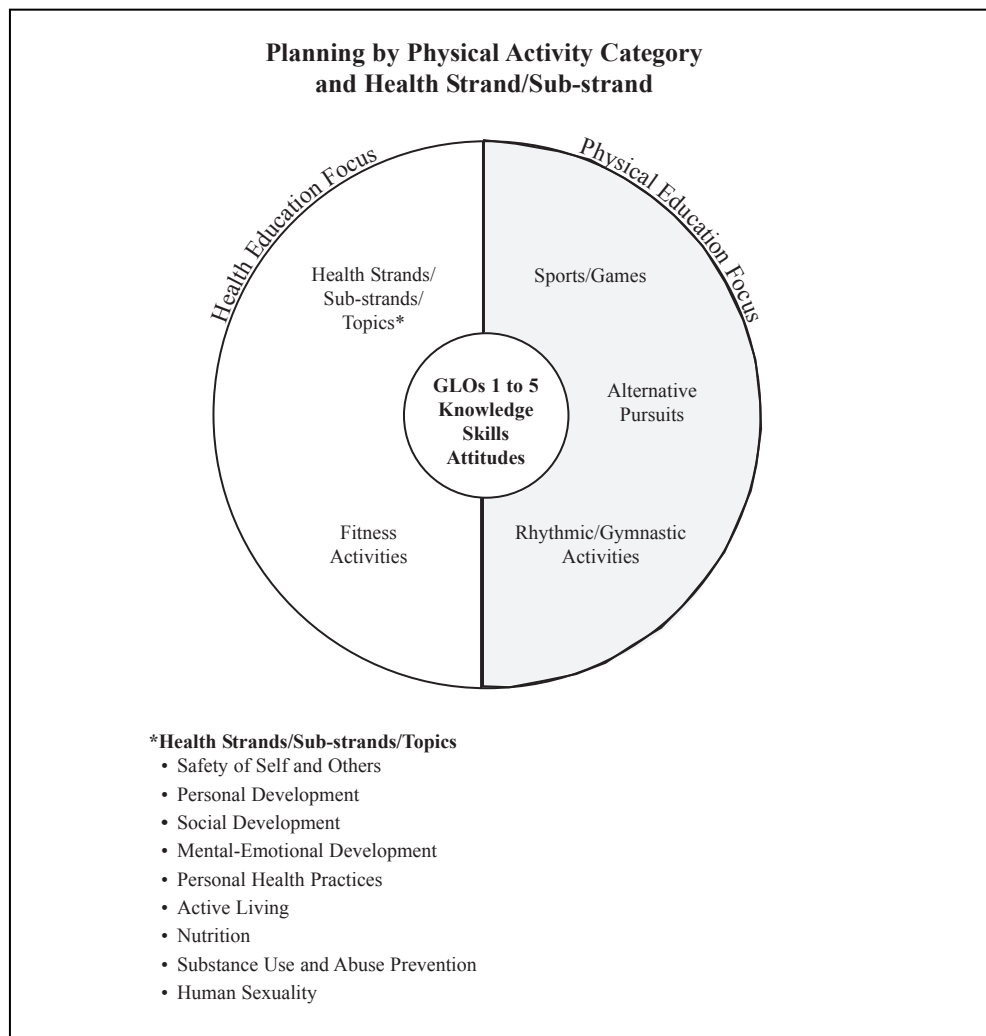 Planning by Physical Activity Category
and Health Strand/Sub-strand
Health Education Focus
Physical Education Focus
Health Strands/
Sub-strands/
Topics*
Sports/Games
GLOs 1 to 5
Knowledge
Skills
Attitudes
Alternative
Pursuits
Fitness
Activities
Rhythmic/Gymnastic
Activities
*Health Strands/Sub-strands/Topics
• Safety of Self and Others
• Personal Development
• Social Development
• Mental-Emotional Development
• Personal Health Practices
• Active Living
• Nutrition
• Substance Use and Abuse Prevention
• Human Sexuality